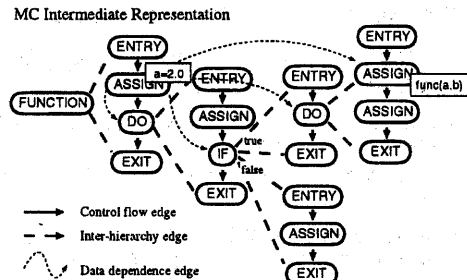 MC Intermediate Representation
ENTRY
ASSIGN
a=2.0
DO
EXIT
FUNCTION
ENTRY
ASSIGN
IF
true
false
EXIT
ENTRY
DO
EXIT
ENTRY
ASSIGN
func(a,b)
ASSIGN
EXIT
ENTRY
ASSIGN
EXIT
Control flow edge
Inter-hierarchy edge
Data dependence edge